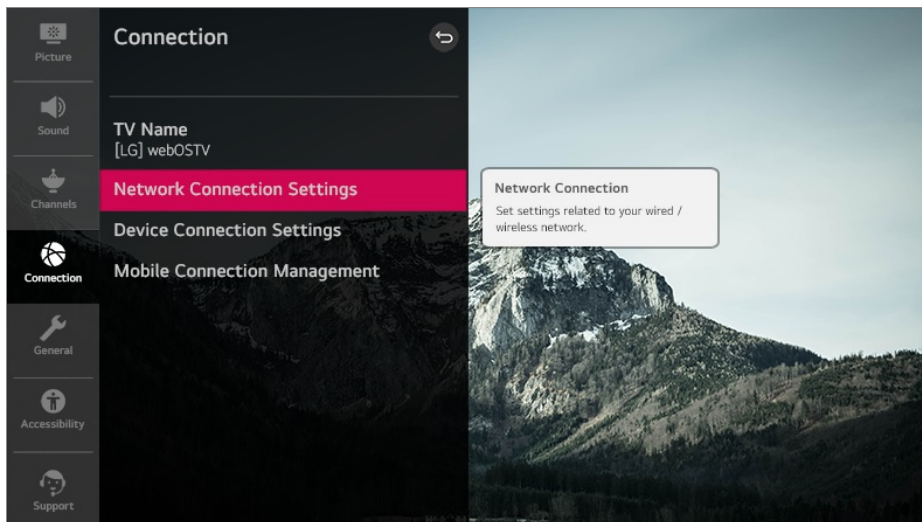 Picture
Sound
Channels
Connection
General
Accessibility
Support
Connection
TV Name
[LG] webOSTV
Network Connection Settings
Device Connection Settings
Mobile Connection Management
Network Connection
Set settings related to your wired /
wireless network.